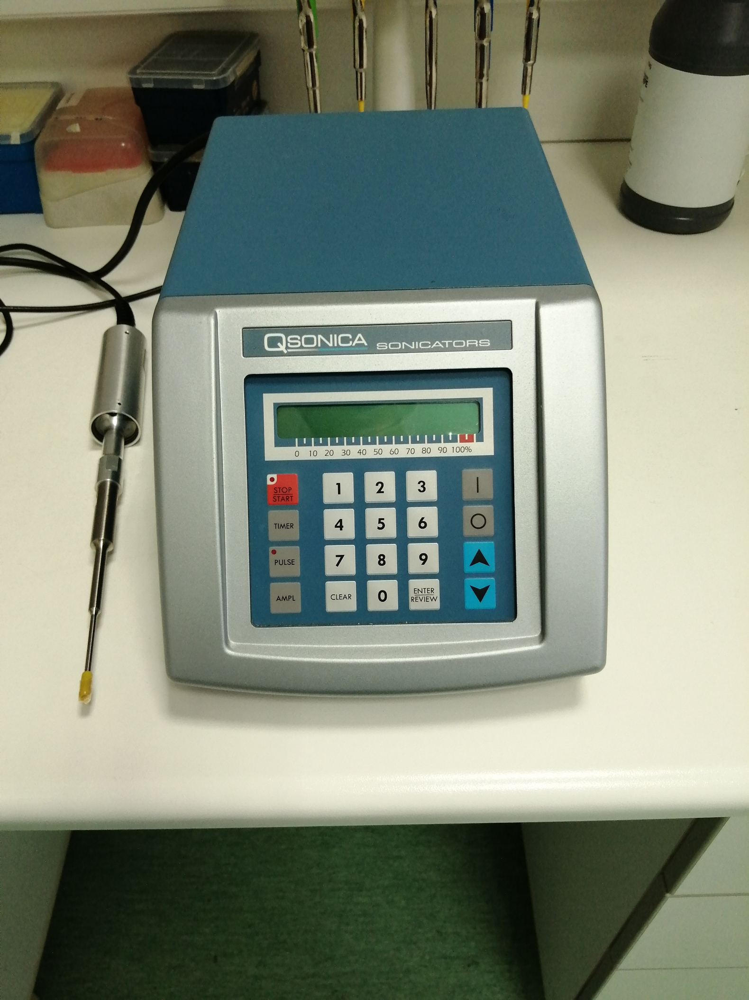 QSONICA SONICATORS
0 10 20 30 40 50 60 70 80 90 100%
STOP
START
1 2 3
TIMER
4 5 6
PULSE
7 8 9
AMPL
CLEAR
0
ENTER
REVIEW